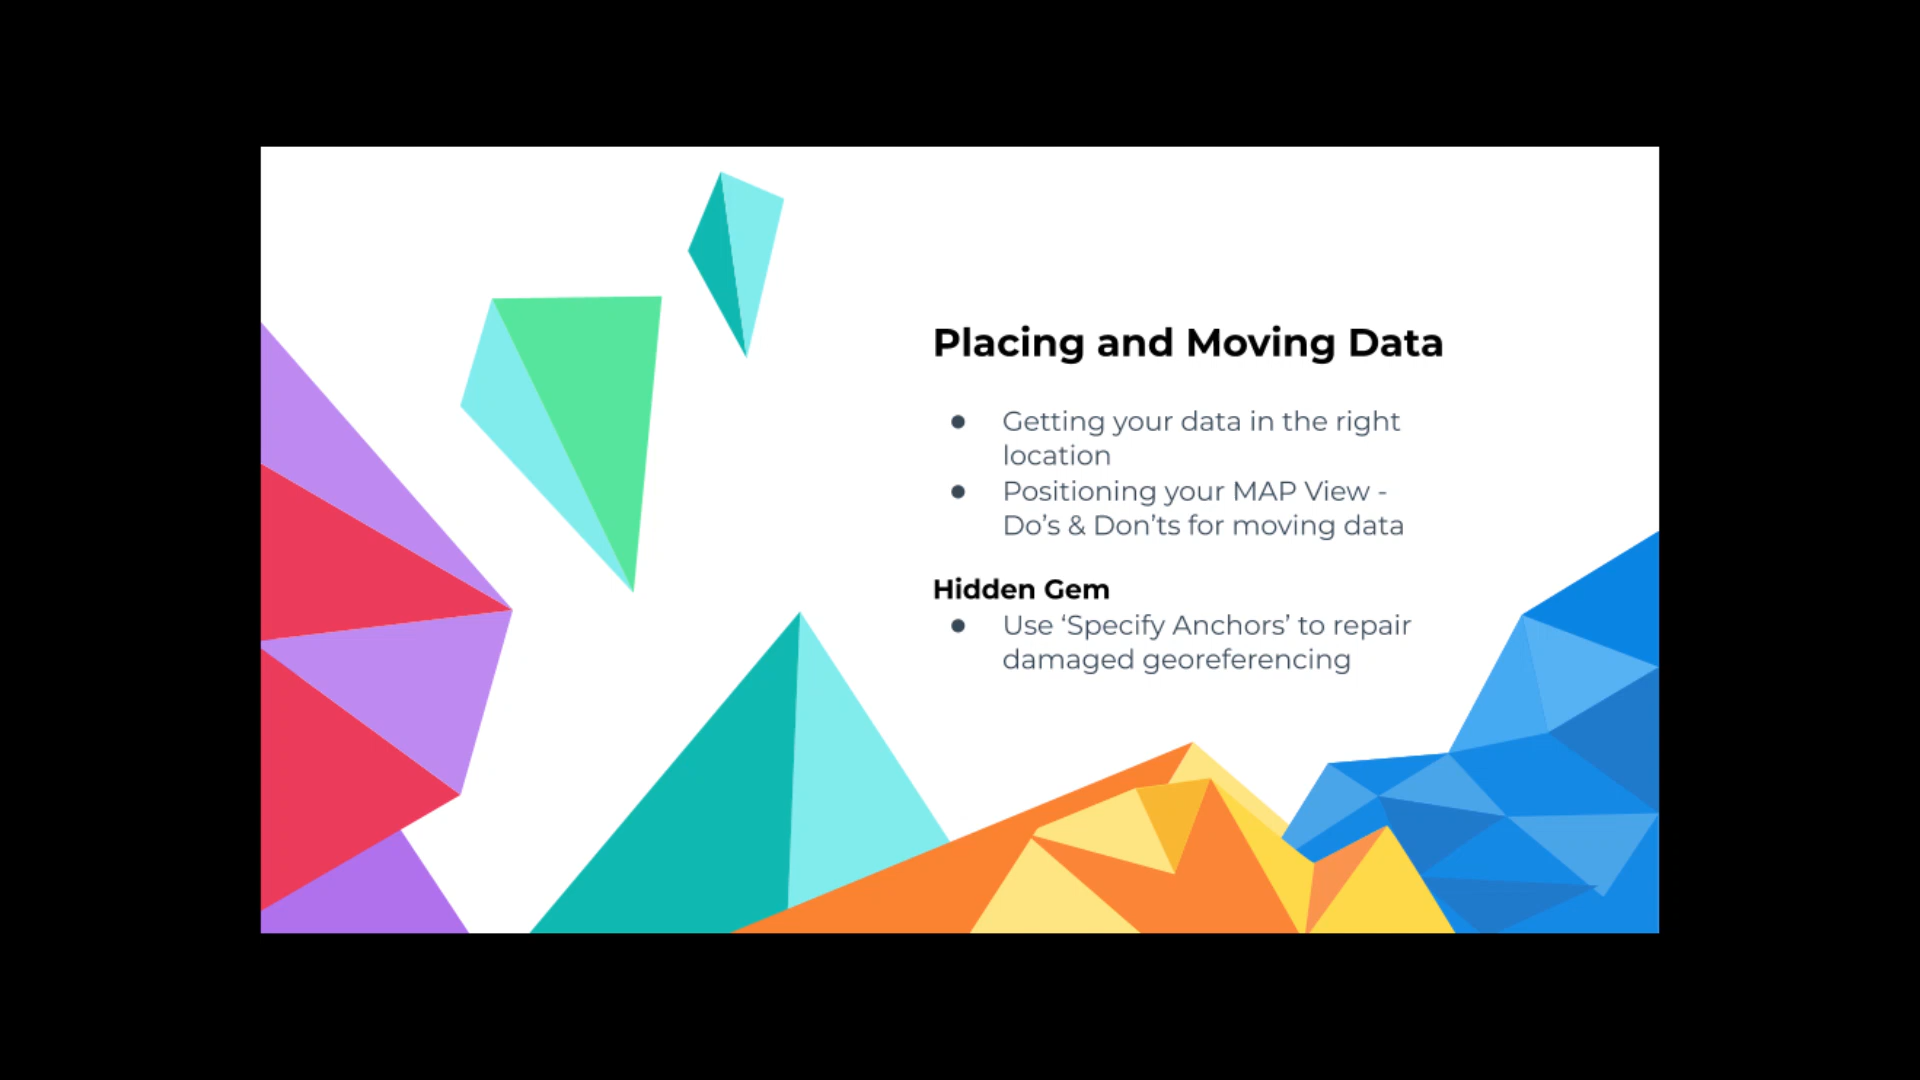 Placing and Moving Data
● Getting your data in the right
location
● Positioning your MAP View -
Do’s & Don’ts for moving data
Hidden Gem
● Use ‘Specify Anchors’ to repair
damaged georeferencing